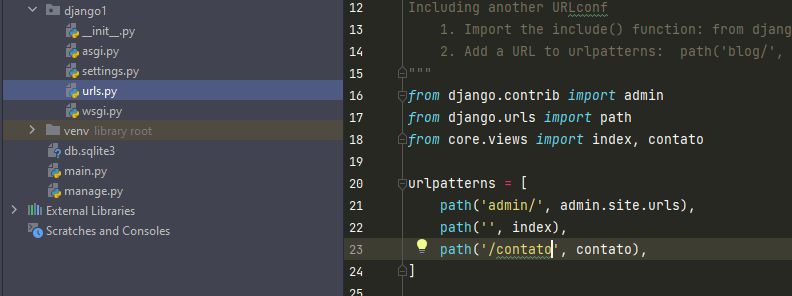 django1
__init__.py
asgi.py
settings.py
urls.py
wsgi.py
venv library root
db.sqlite3
main.py
manage.py
External Libraries
Scratches and Consoles
12 Including another URLconf
13 1. Import the include() function: from djan
14 2. Add a URL to urlpatterns: path('blog/',
15 """
16 from django.contrib import admin
17 from django.urls import path
18 from core.views import index, contato
19
20 urlpatterns = [
21 path('admin/', admin.site.urls),
22 path('', index),
23 path('/contato', contato),
24 ]
25